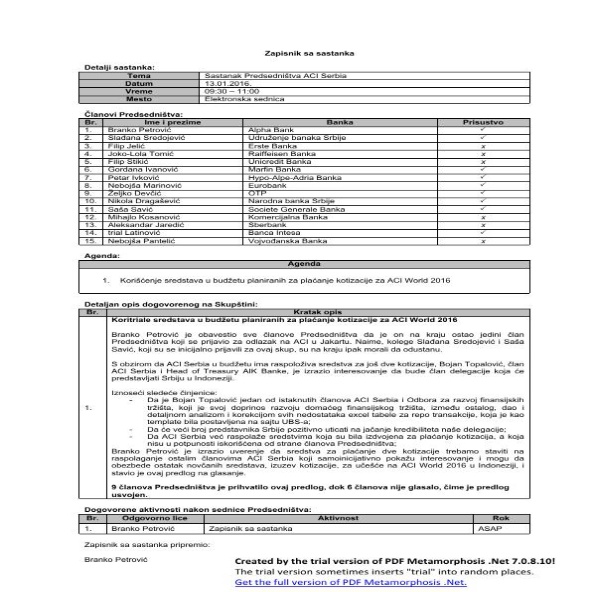 Zapisnik sa sastanka
Detalji sastanka:
Tema Sastanak Predsedništva ACI Serbia
Datum 13.01.2016.
Vreme 09:30 – 11:00
Mesto Elektronska sednica
Članovi Predsedništva:
Br. Ime i prezime Banka Prisustvo
1. Branko Petrović Alpha Bank ✓
2. Slađana Sredojević Udruženje banaka Srbije ✓
3. Filip Jelić Erste Banka x
4. Joko-Lola Tomić Raiffeisen Banka x
5. Filip Stikić Unicredit Banka x
6. Gordana Ivanović Marfin Banka ✓
7. Petar Ivković Hypo-Alpe-Adria Banka ✓
8. Nebojša Marinović Eurobank ✓
9. Željko Devčić OTP ✓
10. Nikola Dragašević Narodna banka Srbije ✓
11. Saša Savić Societe Generale Banka ✓
12. Mihajlo Kosanović Komercijalna Banka x
13. Aleksandar Jaredić Sberbank x
14. trial Latinović Banca Intesa ✓
15. Nebojša Pantelić Vojvođanska Banka x
Agenda:
Agenda
1. Korišćenje sredstava u budžetu planiranih za plaćanje kotizacije za ACI World 2016
Detaljan opis dogovorenog na Skupštini:
Br. Kratak opis
Koritriale sredstava u budžetu planiranih za plaćanje kotizacije za ACI World 2016
Branko Petrović je obavestio sve članove Predsedništva da je on na kraju ostao jedini član
Predsedništva koji se prijavio za odlazak na ACI u Jakartu. Naime, kolege Slađana Sredojević i Saša
Savić, koji su se inicijalno prijavili za ovaj skup, su na kraju ipak morali da odustanu.
S obzirom da ACI Serbia u budžetu ima raspoloživa sredstva za još dve kotizacije, Bojan Topalović, član
ACI Serbia i Head of Treasury AIK Banke, je izrazio interesovanje da bude član delegacije koja će
predstavljati Srbiju u Indoneziji.
Iznoseći sledeće činjenice:
- Da je Bojan Topalović jedan od istaknutih članova ACI Serbia i Odbora za razvoj finansijskih
tržišta, koji je svoj doprinos razvoju domaćeg finansijskog tržišta, između ostalog, dao i
detaljnom analizom i korekcijom svih nedostataka excel tabele za repo transakcije, koja je kao
template bila postavljena na sajtu UBS-a;
- Da će veći broj predstavnika Srbije pozitivno uticati na jačanje kredibiliteta naše delegacije;
1. - Da ACI Serbia već raspolaže sredstvima koja su bila izdvojena za plaćanje kotizacija, a koja
nisu u potpunosti iskorišćena od strane članova Predsedništva;
Branko Petrović je izrazio uverenje da sredstva za plaćanje dve kotizacije trebamo staviti na
raspolaganje ostalim članovima ACI Serbia koji samoinicijativno pokažu interesovanje i mogu da
obezbede ostatak novčanih sredstava, izuzev kotizacije, za učešće na ACI World 2016 u Indoneziji, i
stavio je ovaj predlog na glasanje.
9 članova Predsedništva je prihvatilo ovaj predlog, dok 6 članova nije glasalo, čime je predlog
usvojen.
Dogovorene aktivnosti nakon sednice Predsedništva:
Br. Odgovorno lice Aktivnost Rok
1. Branko Petrović Zapisnik sa sastanka ASAP
Zapisnik sa sastanka pripremio:
Branko Petrović
Created by the trial version of PDF Metamorphosis .Net 7.0.8.10!
The trial version sometimes inserts "trial" into random places.
Get the full version of PDF Metamorphosis .Net.